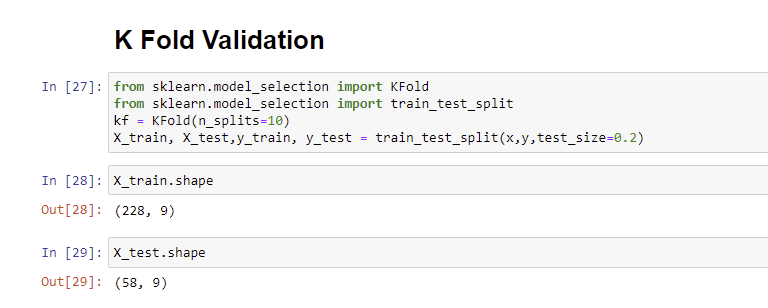 K Fold Validation
In [27]: from sklearn.model_selection import KFold
from sklearn.model_selection import train_test_split
kf = KFold(n_splits=10)
X_train, X_test,y_train, y_test = train_test_split(x,y,test_size=0.2)
In [28]: X_train.shape
Out[28]: (228, 9)
In [29]: X_test.shape
Out[29]: (58, 9)